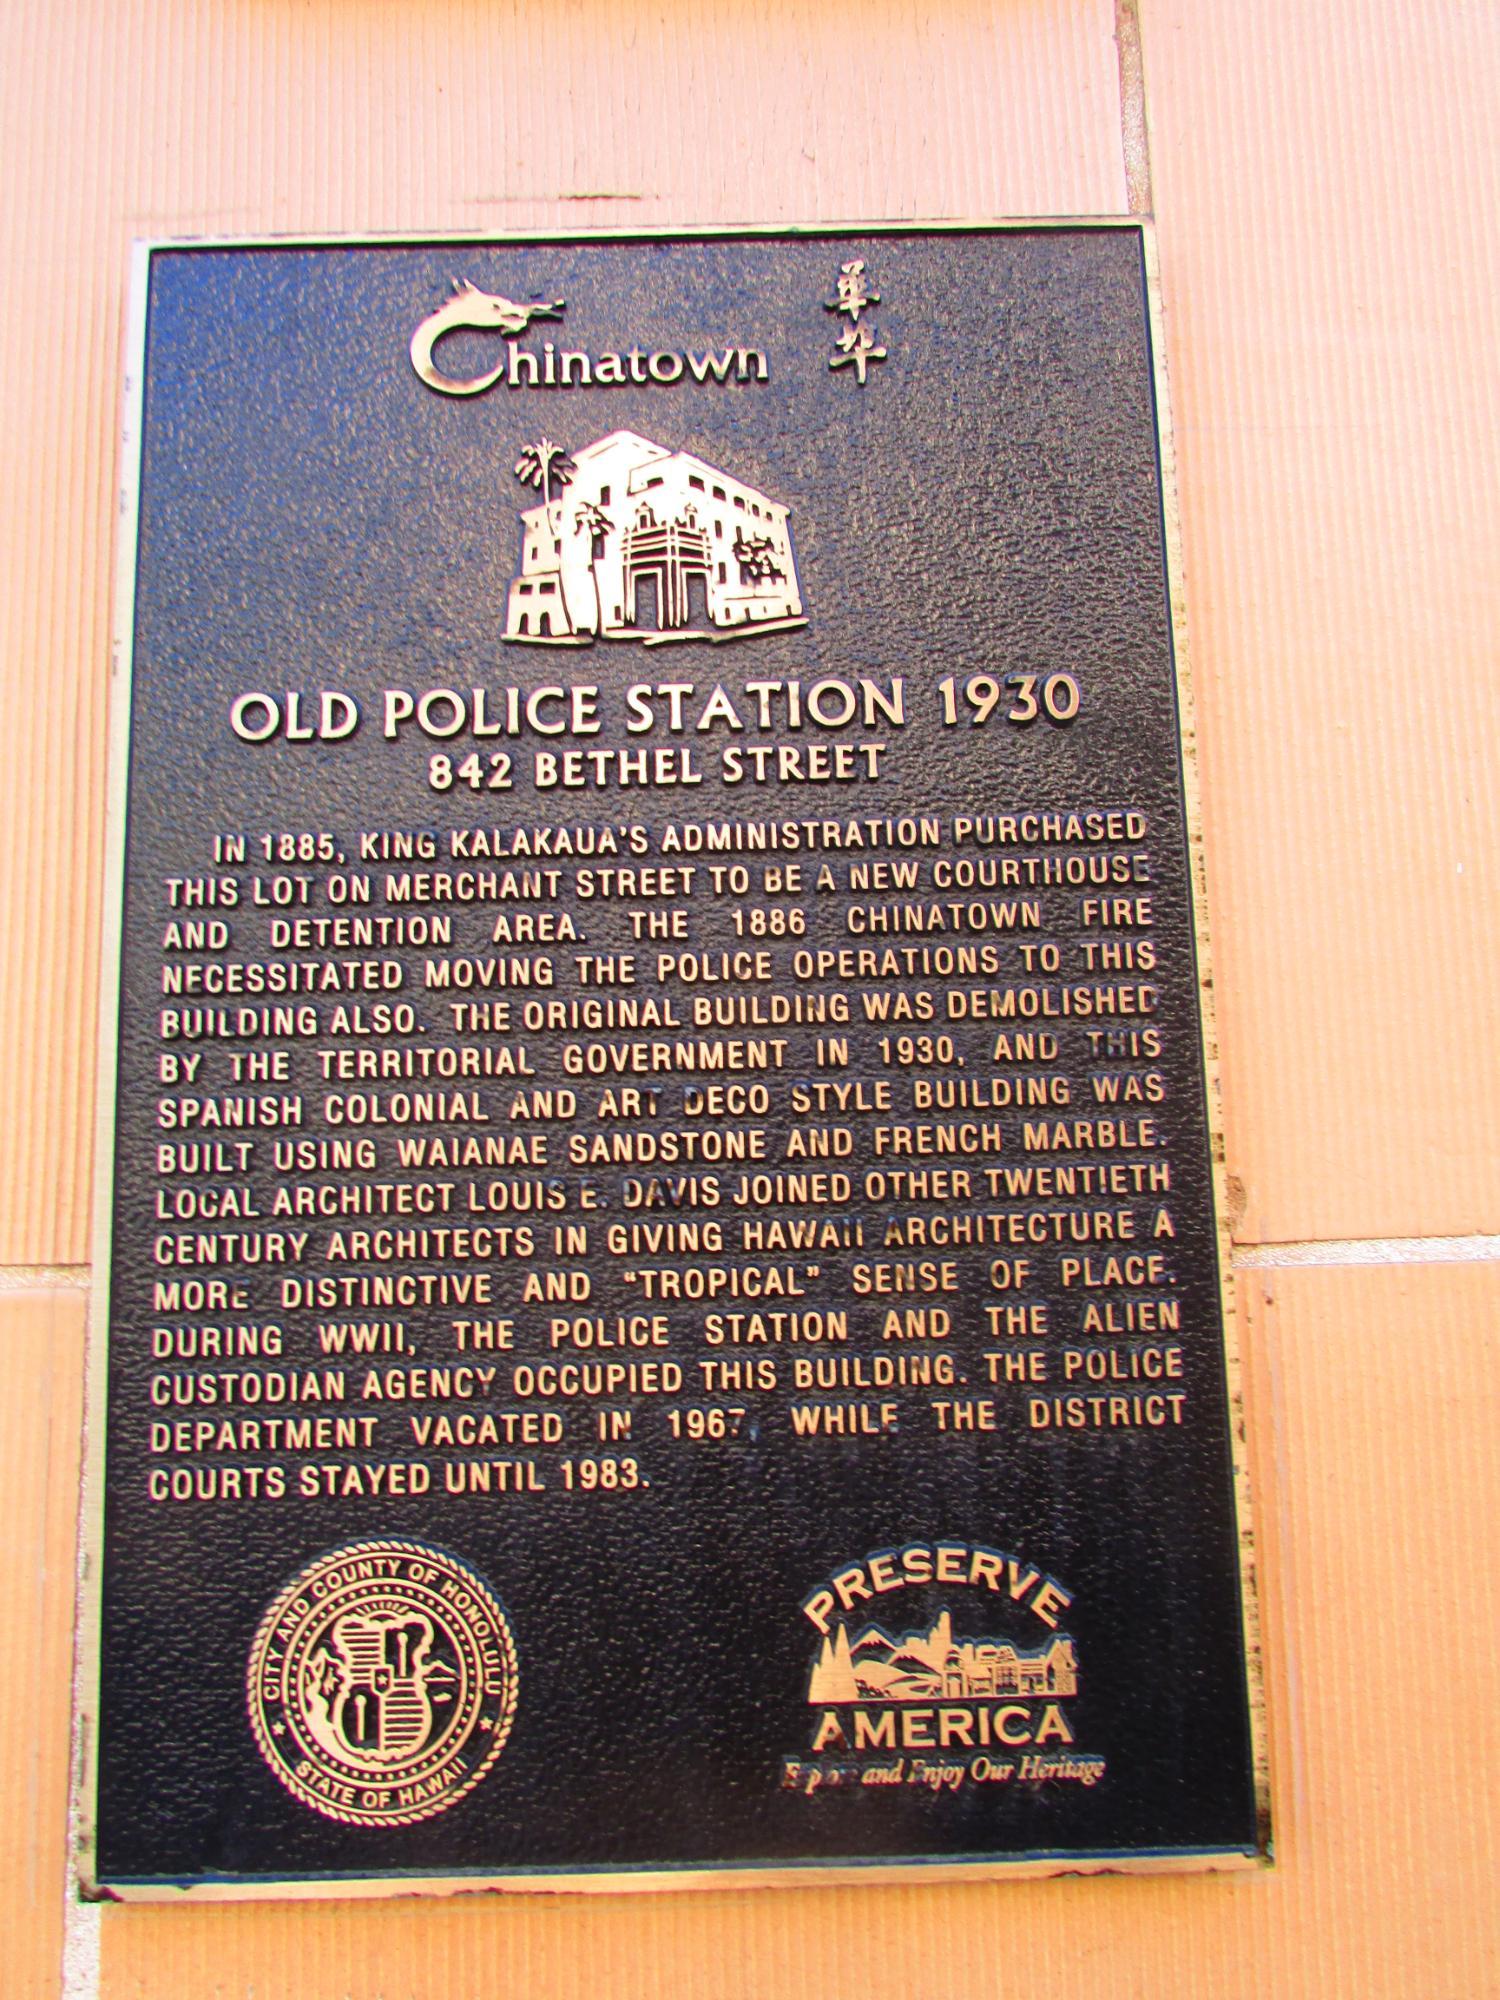 Chinatown
華
埠
OLD POLICE STATION 1930
842 BETHEL STREET
IN 1885, KING KALAKAUA'S ADMINISTRATION PURCHASED
THIS LOT ON MERCHANT STREET TO BE A NEW COURTHOUSE
AND DETENTION AREA. THE 1886 CHINATOWN FIRE
NECESSITATED MOVING THE POLICE OPERATIONS TO THIS
BUILDING ALSO. THE ORIGINAL BUILDING WAS DEMOLISHED
BY THE TERRITORIAL GOVERNMENT IN 1930, AND THIS
SPANISH COLONIAL AND ART DECO STYLE BUILDING WAS
BUILT USING WAIANAE SANDSTONE AND FRENCH MARBLE.
LOCAL ARCHITECT LOUIS E. DAVIS JOINED OTHER TWENTIETH
CENTURY ARCHITECTS IN GIVING HAWAII ARCHITECTURE A
MORE DISTINCTIVE AND "TROPICAL" SENSE OF PLACE.
DURING WWII, THE POLICE STATION AND THE ALIEN
CUSTODIAN AGENCY OCCUPIED THIS BUILDING. THE POLICE
DEPARTMENT VACATED IN 1967, WHILE THE DISTRICT
COURTS STAYED UNTIL 1983.
CITY AND COUNTY OF HONOLULU
STATE OF HAWAII
PRESERVE
AMERICA
Explore and Enjoy Our Heritage